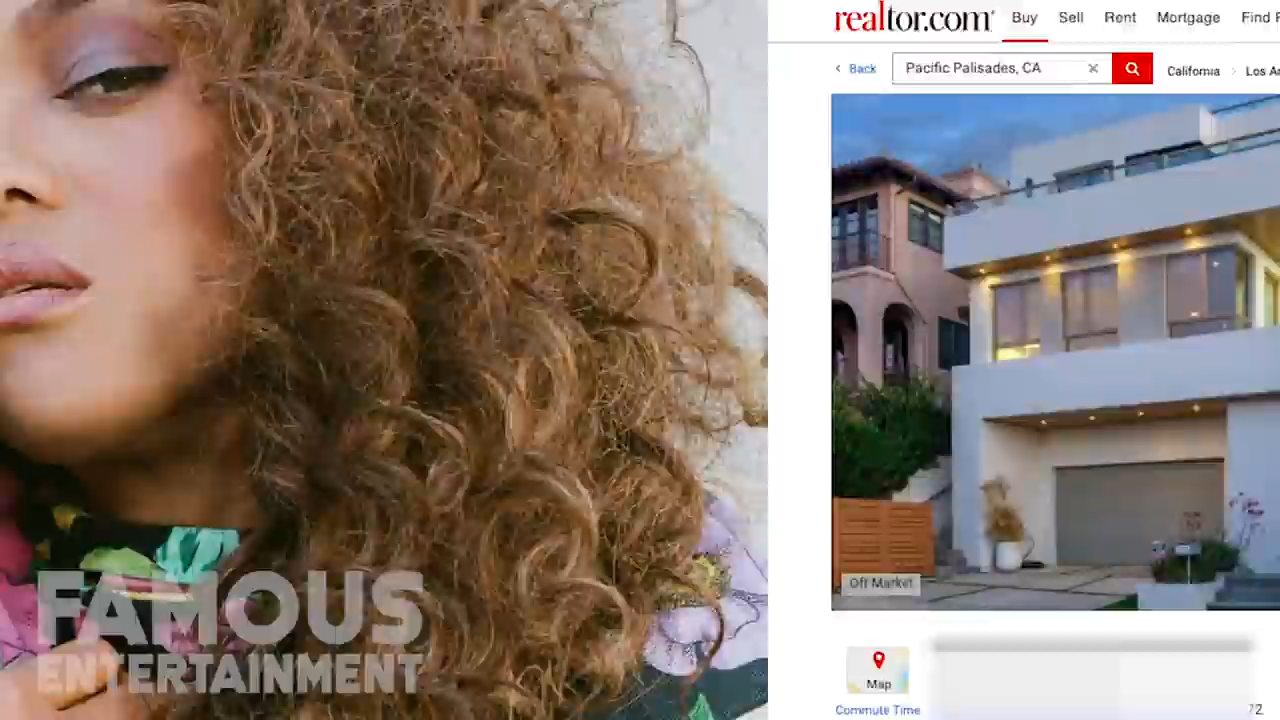 FAMOUS
ENTERTAINMENT
realtor.com®
Buy Sell Rent Mortgage Find
Back
Pacific Palisades, CA
California
Off Market
Map
Commute Time